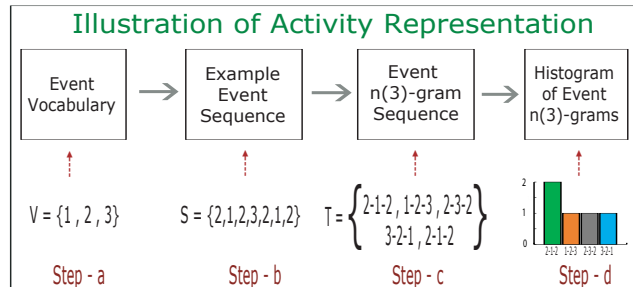 Illustration of Activity Representation
Event
Vocabulary
Example
Event
Sequence
Event
n(3)-gram
Sequence
Histogram
of Event
n(3)-grams
V = {1 , 2 , 3}
S = {2,1,2,3,2,1,2}
T = { 2-1-2 , 1-2-3 , 2-3-2
3-2-1 , 2-1-2 }
2
1
0
2-1-2 1-2-3 2-3-2 3-2-1
Step - a
Step - b
Step - c
Step - d